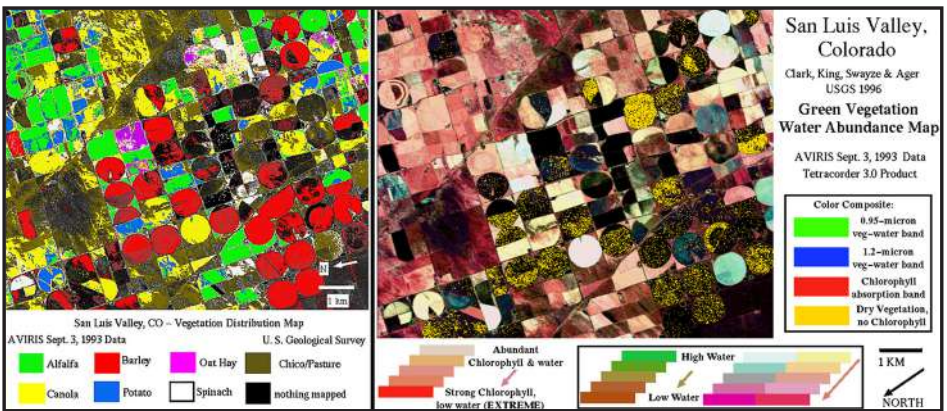 N
1 km
San Luis Valley, CO – Vegetation Distribution Map
AVIRIS Sept. 3, 1993 Data
U. S. Geological Survey
Alfalfa
Barley
Oat Hay
Chico/Pasture
Canola
Potato
Spinach
nothing mapped
San Luis Valley,
Colorado
Clark, King, Swayze & Ager
USGS 1996
Green Vegetation
Water Abundance Map
AVIRIS Sept. 3, 1993 Data
Tetracorder 3.0 Product
Color Composite:
0.95–micron
veg–water band
1.2–micron
veg–water band
Chlorophyll
absorption band
Dry Vegetation,
no Chlorophyll
Abundant
Chlorophyll & water
Strong Chlorophyll,
low water (EXTREME)
High Water
Low Water
1 KM
NORTH